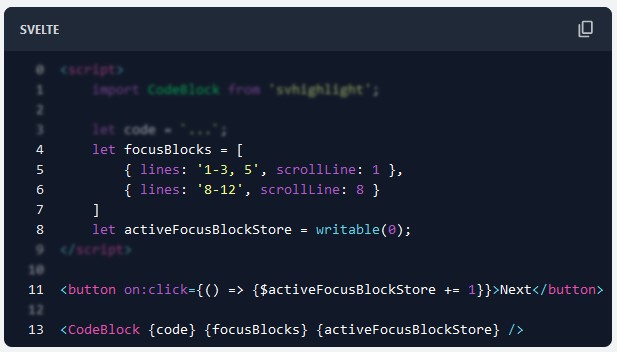 SVELTE
0 <script>
1 import CodeBlock from 'svhighlight';
2
3 let code = `...`;
4 let focusBlocks = [
5 { lines: '1-3, 5', scrollLine: 1 },
6 { lines: '8-12', scrollLine: 8 }
7 ]
8 let activeFocusBlockStore = writable(0);
9 </script>
10
11 <button on:click={() => {$activeFocusBlockStore += 1}}>Next</button>
12
13 <CodeBlock {code} {focusBlocks} {activeFocusBlockStore} />